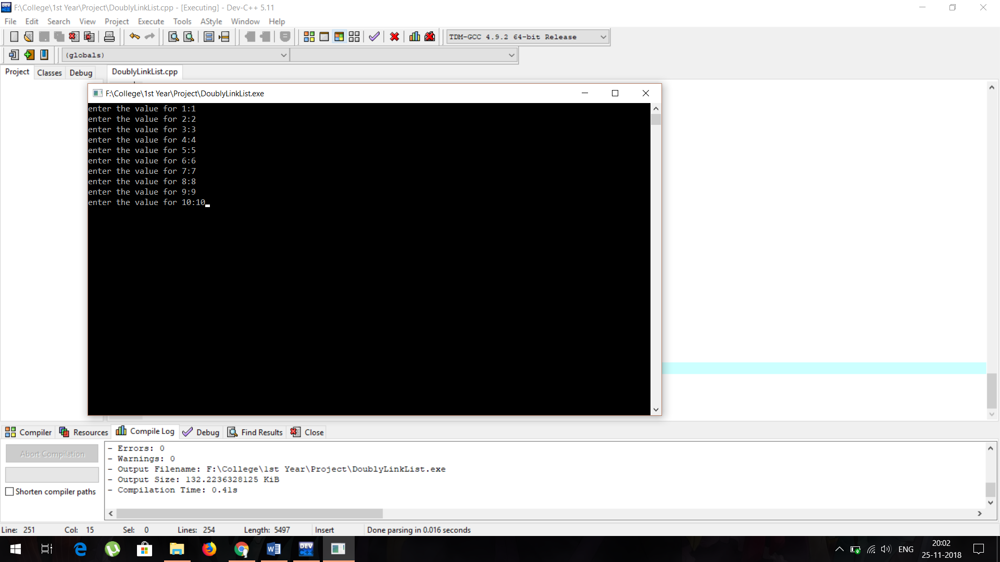 F:\College\1st Year\Project\DoublyLinkList.cpp - [Executing] - Dev-C++ 5.11
File Edit Search View Project Execute Tools AStyle Window Help
TDM-GCC 4.9.2 64-bit Release
(globals)
Project Classes Debug DoublyLinkList.cpp
F:\College\1st Year\Project\DoublyLinkList.exe
enter the value for 1:1
enter the value for 2:2
enter the value for 3:3
enter the value for 4:4
enter the value for 5:5
enter the value for 6:6
enter the value for 7:7
enter the value for 8:8
enter the value for 9:9
enter the value for 10:10
Compiler Resources Compile Log Debug Find Results Close
Abort Compilation
Shorten compiler paths
- Errors: 0
- Warnings: 0
- Output Filename: F:\College\1st Year\Project\DoublyLinkList.exe
- Output Size: 132.2236328125 KiB
- Compilation Time: 0.41s
Line: 251 Col: 15 Sel: 0 Lines: 254 Length: 5497 Insert Done parsing in 0.016 seconds
DEV C++
ENG
20:02
25-11-2018